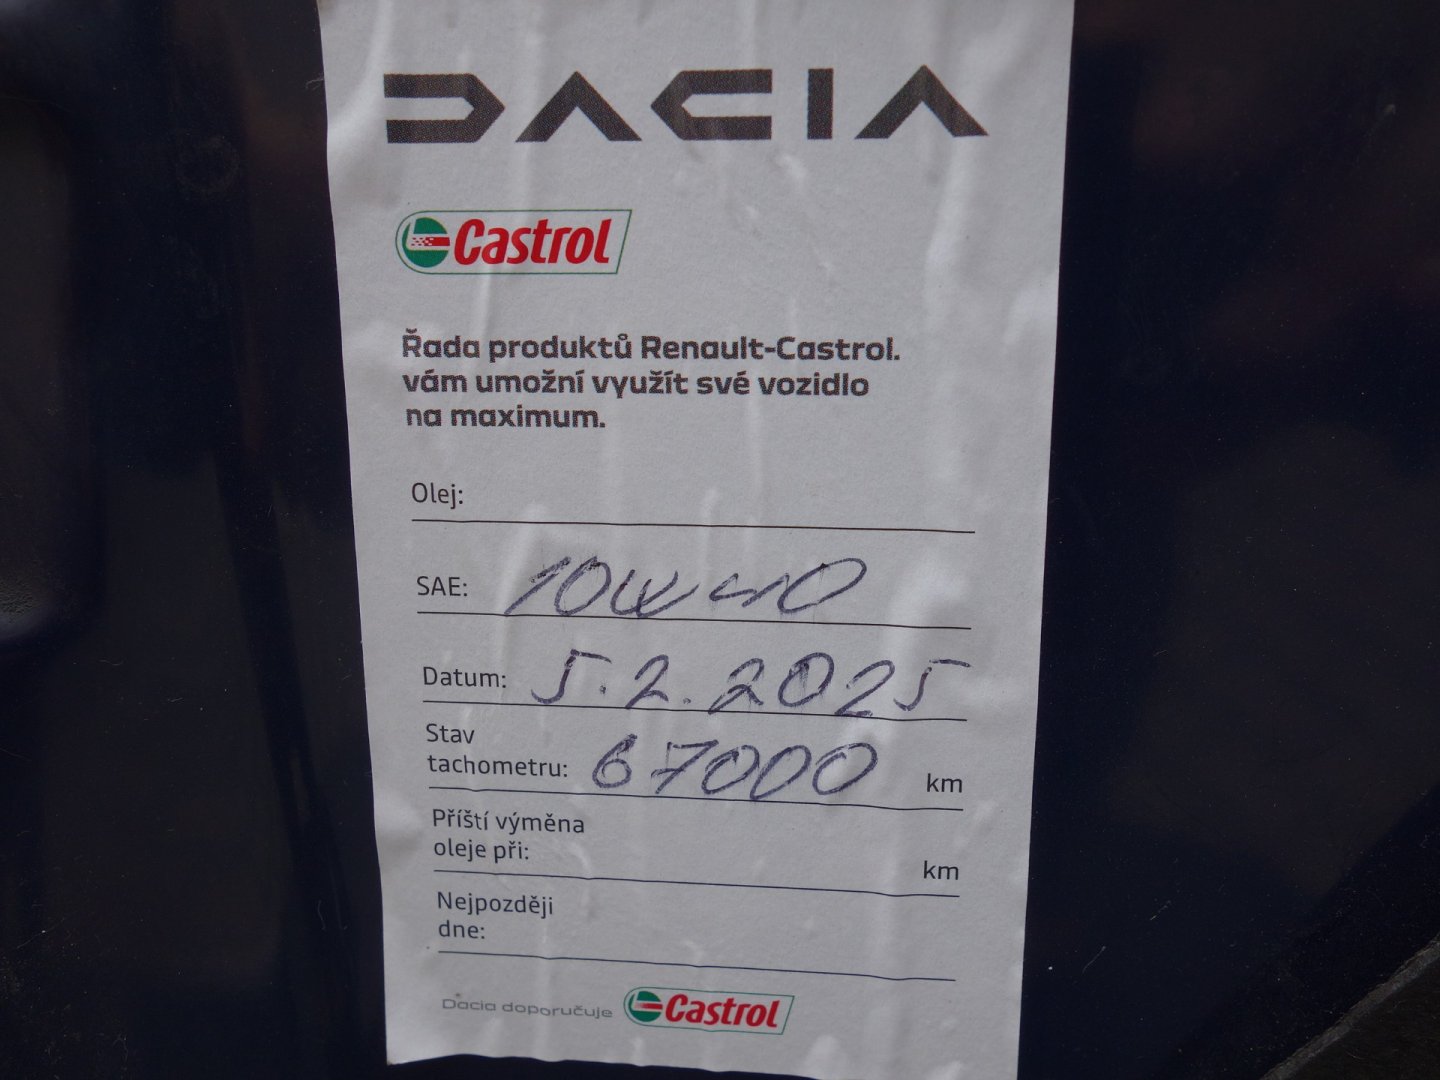 DACIA
Castrol
Řada produktů Renault-Castrol.
vám umožní využít své vozidlo
na maximum.
Olej:
SAE: 10W40
Datum: 5.2.2025
Stav
tachometru: 67000 km
Příští výměna
oleje při: km
Nejpozději
dne:
Dacia doporučuje Castrol